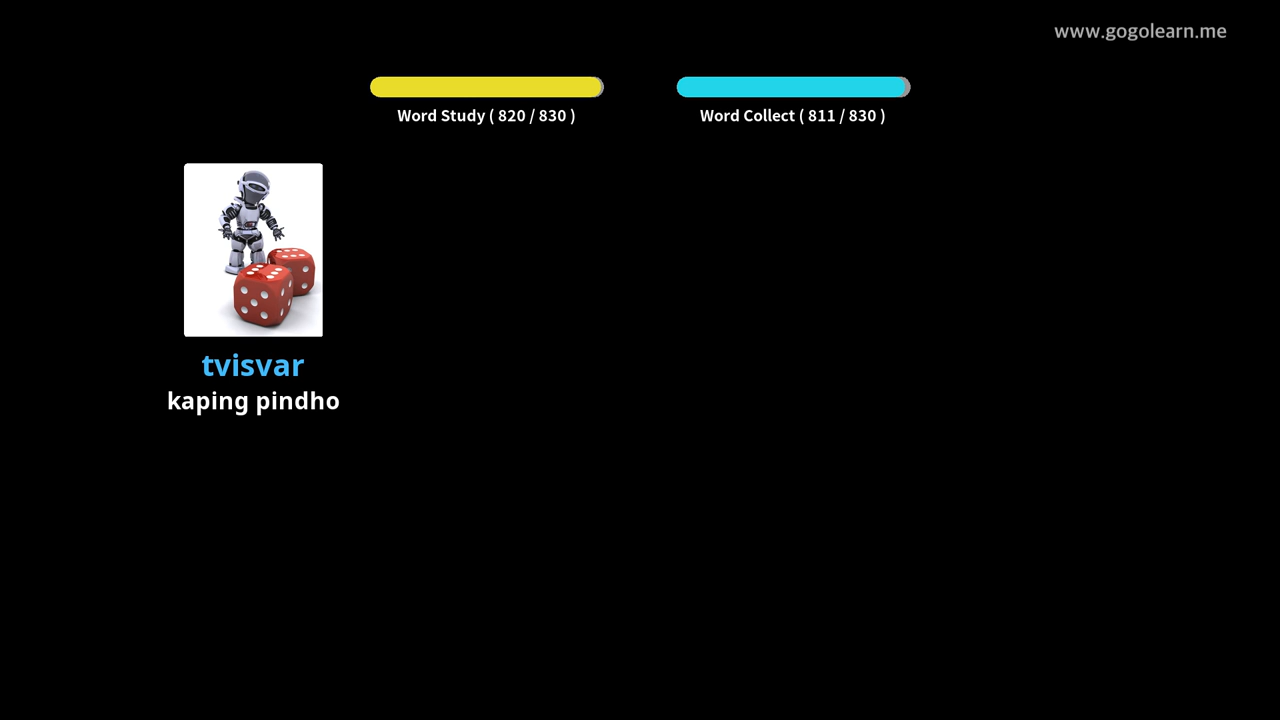 www.gogolearn.me
Word Study ( 820 / 830 )
Word Collect ( 811 / 830 )
tvisvar
kaping pindho